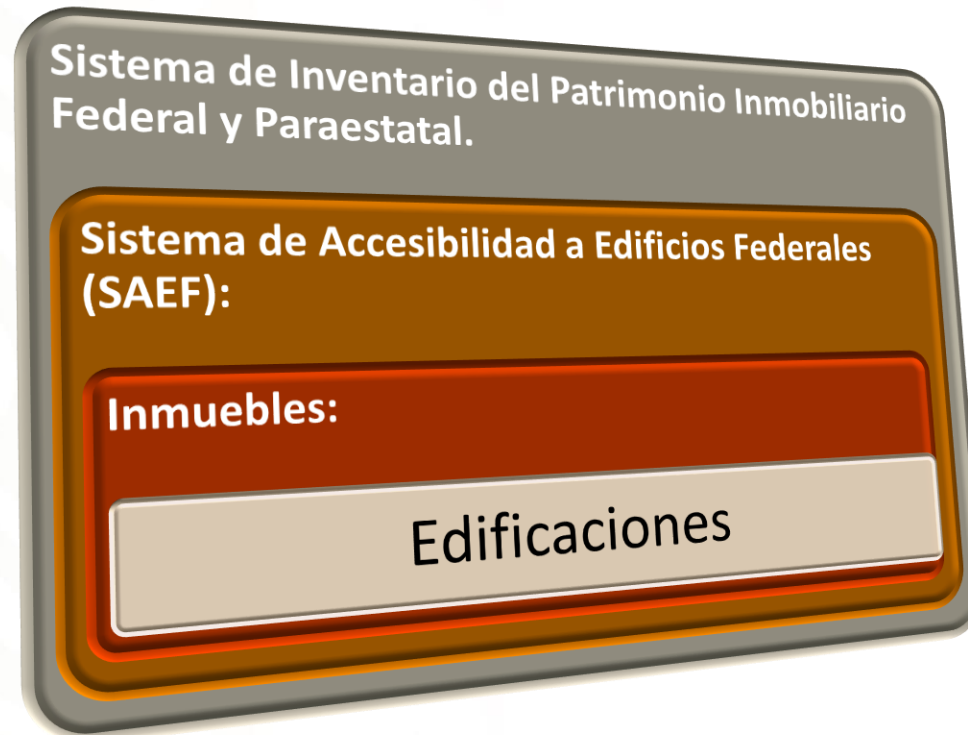 Sistema de Inventario del Patrimonio Inmobiliario
Federal y Paraestatal.
Sistema de Accesibilidad a Edificios Federales
(SAEF):
Inmuebles:
Edificaciones